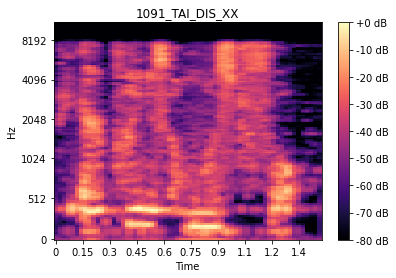 1091_TAI_DIS_XX
Hz
8192
4096
2048
1024
512
0
0 0.15 0.3 0.45 0.6 0.75 0.9 1.1 1.2 1.4
Time
+0 dB
-10 dB
-20 dB
-30 dB
-40 dB
-50 dB
-60 dB
-70 dB
-80 dB